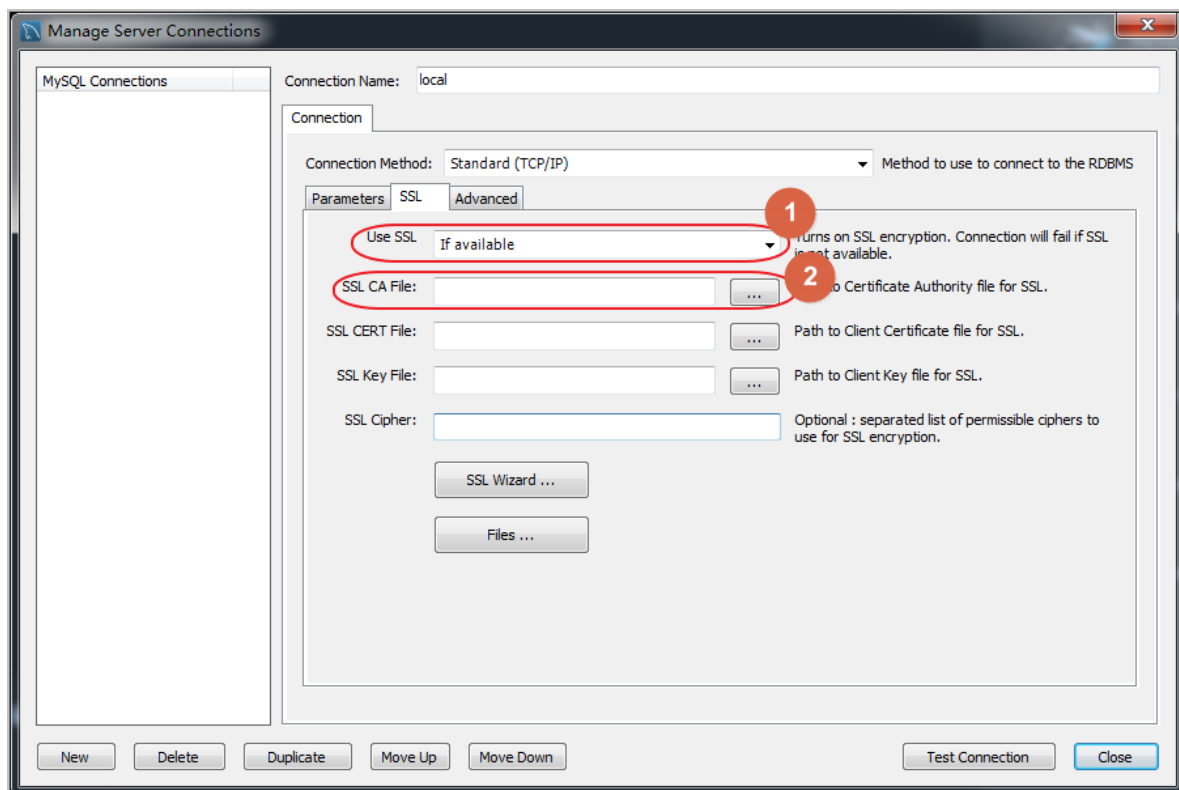 Manage Server Connections
MySQL Connections
Connection Name: local
Connection
Connection Method: Standard (TCP/IP) Method to use to connect to the RDBMS
Parameters SSL Advanced
1
Use SSL If available Turns on SSL encryption. Connection will fail if SSL
is not available.
2
SSL CA File: ... to Certificate Authority file for SSL.
SSL CERT File: ... Path to Client Certificate file for SSL.
SSL Key File: ... Path to Client Key file for SSL.
SSL Cipher: Optional : separated list of permissible ciphers to
use for SSL encryption.
SSL Wizard ...
Files ...
New Delete Duplicate Move Up Move Down Test Connection Close